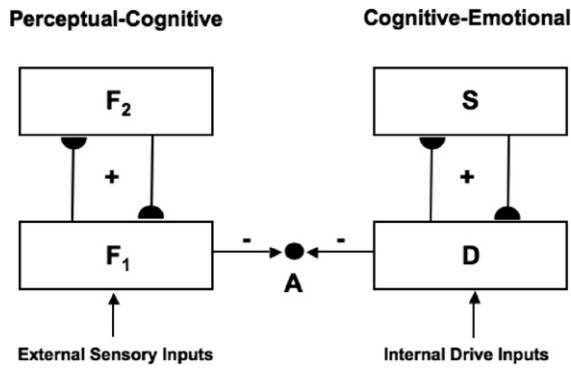 Perceptual-Cognitive
Cognitive-Emotional
F₂
S
+
+
F₁
-
-
D
A
External Sensory Inputs
Internal Drive Inputs